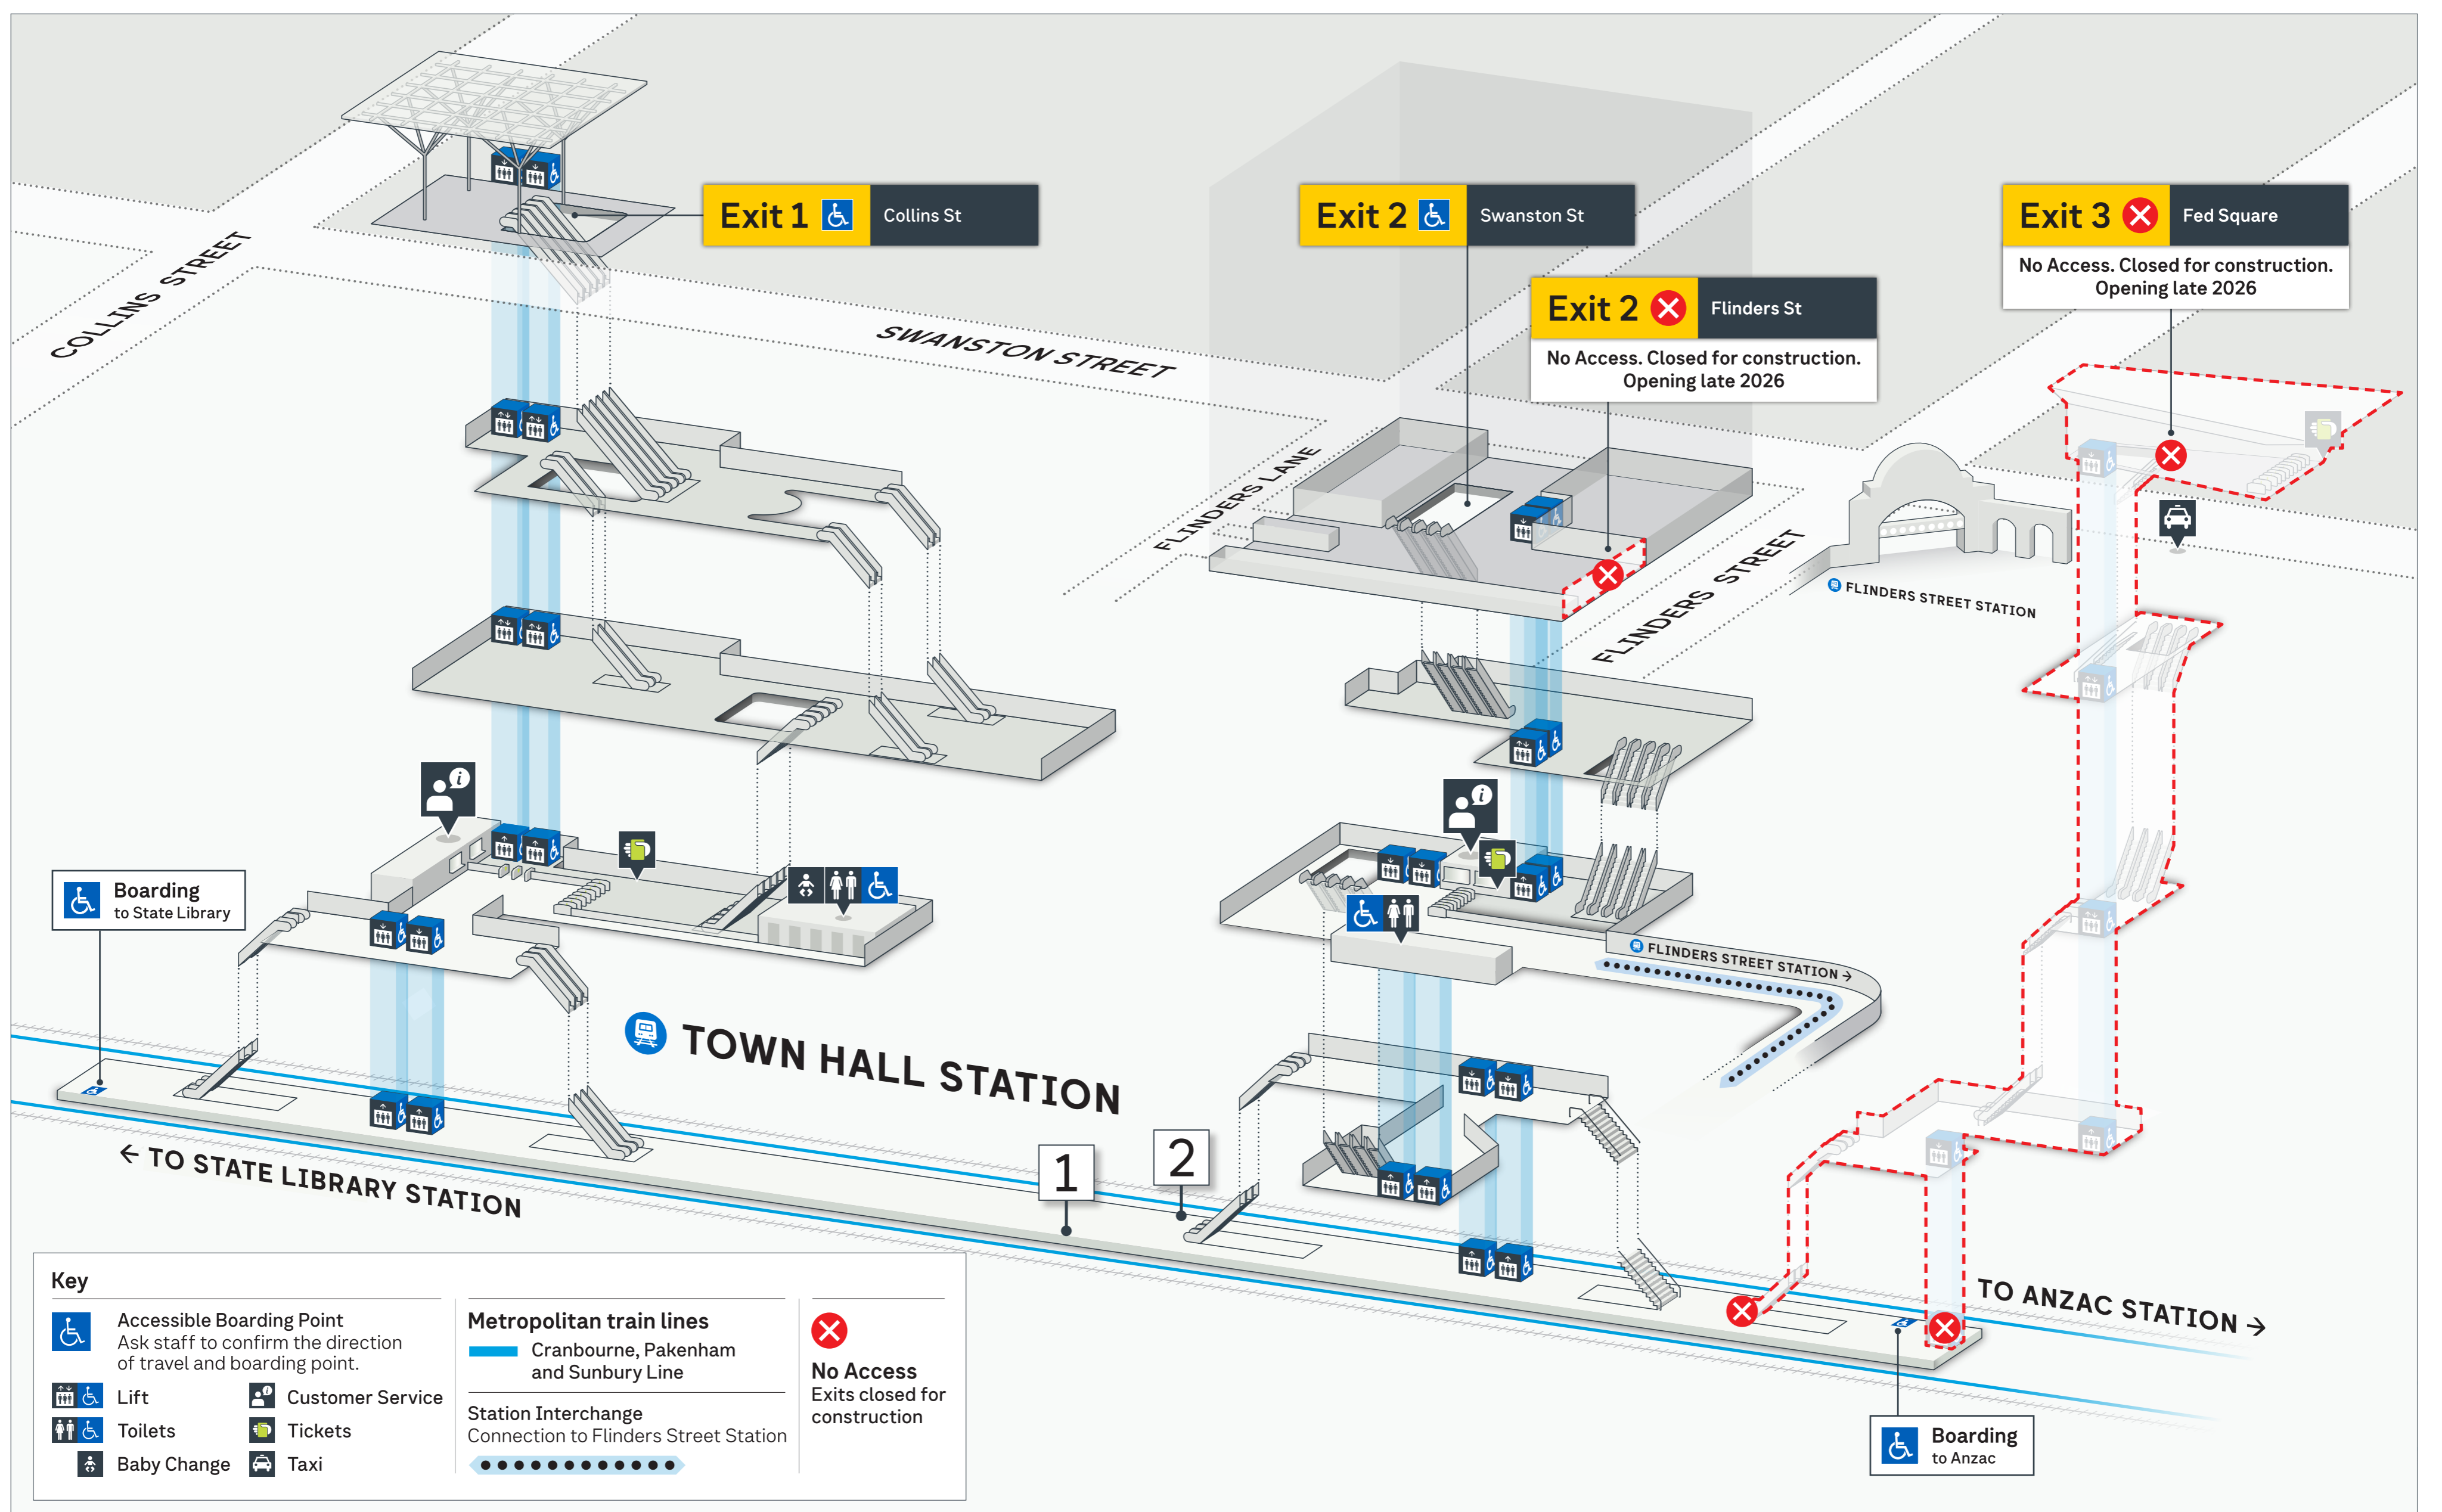 Exit 1
Collins St
Exit 2
Swanston St
Exit 2
Flinders St
No Access. Closed for construction.
Opening late 2026
Exit 3
Fed Square
No Access. Closed for construction.
Opening late 2026
COLLINS STREET
SWANSTON STREET
FLINDERS LANE
FLINDERS STREET
FLINDERS STREET STATION
Boarding
to State Library
FLINDERS STREET STATION →
TOWN HALL STATION
← TO STATE LIBRARY STATION
1
2
TO ANZAC STATION →
Boarding
to Anzac
Key
Accessible Boarding Point
Ask staff to confirm the direction
of travel and boarding point.
Lift
Customer Service
Toilets
Tickets
Baby Change
Taxi
Metropolitan train lines
Cranbourne, Pakenham
and Sunbury Line
Station Interchange
Connection to Flinders Street Station
No Access
Exits closed for
construction